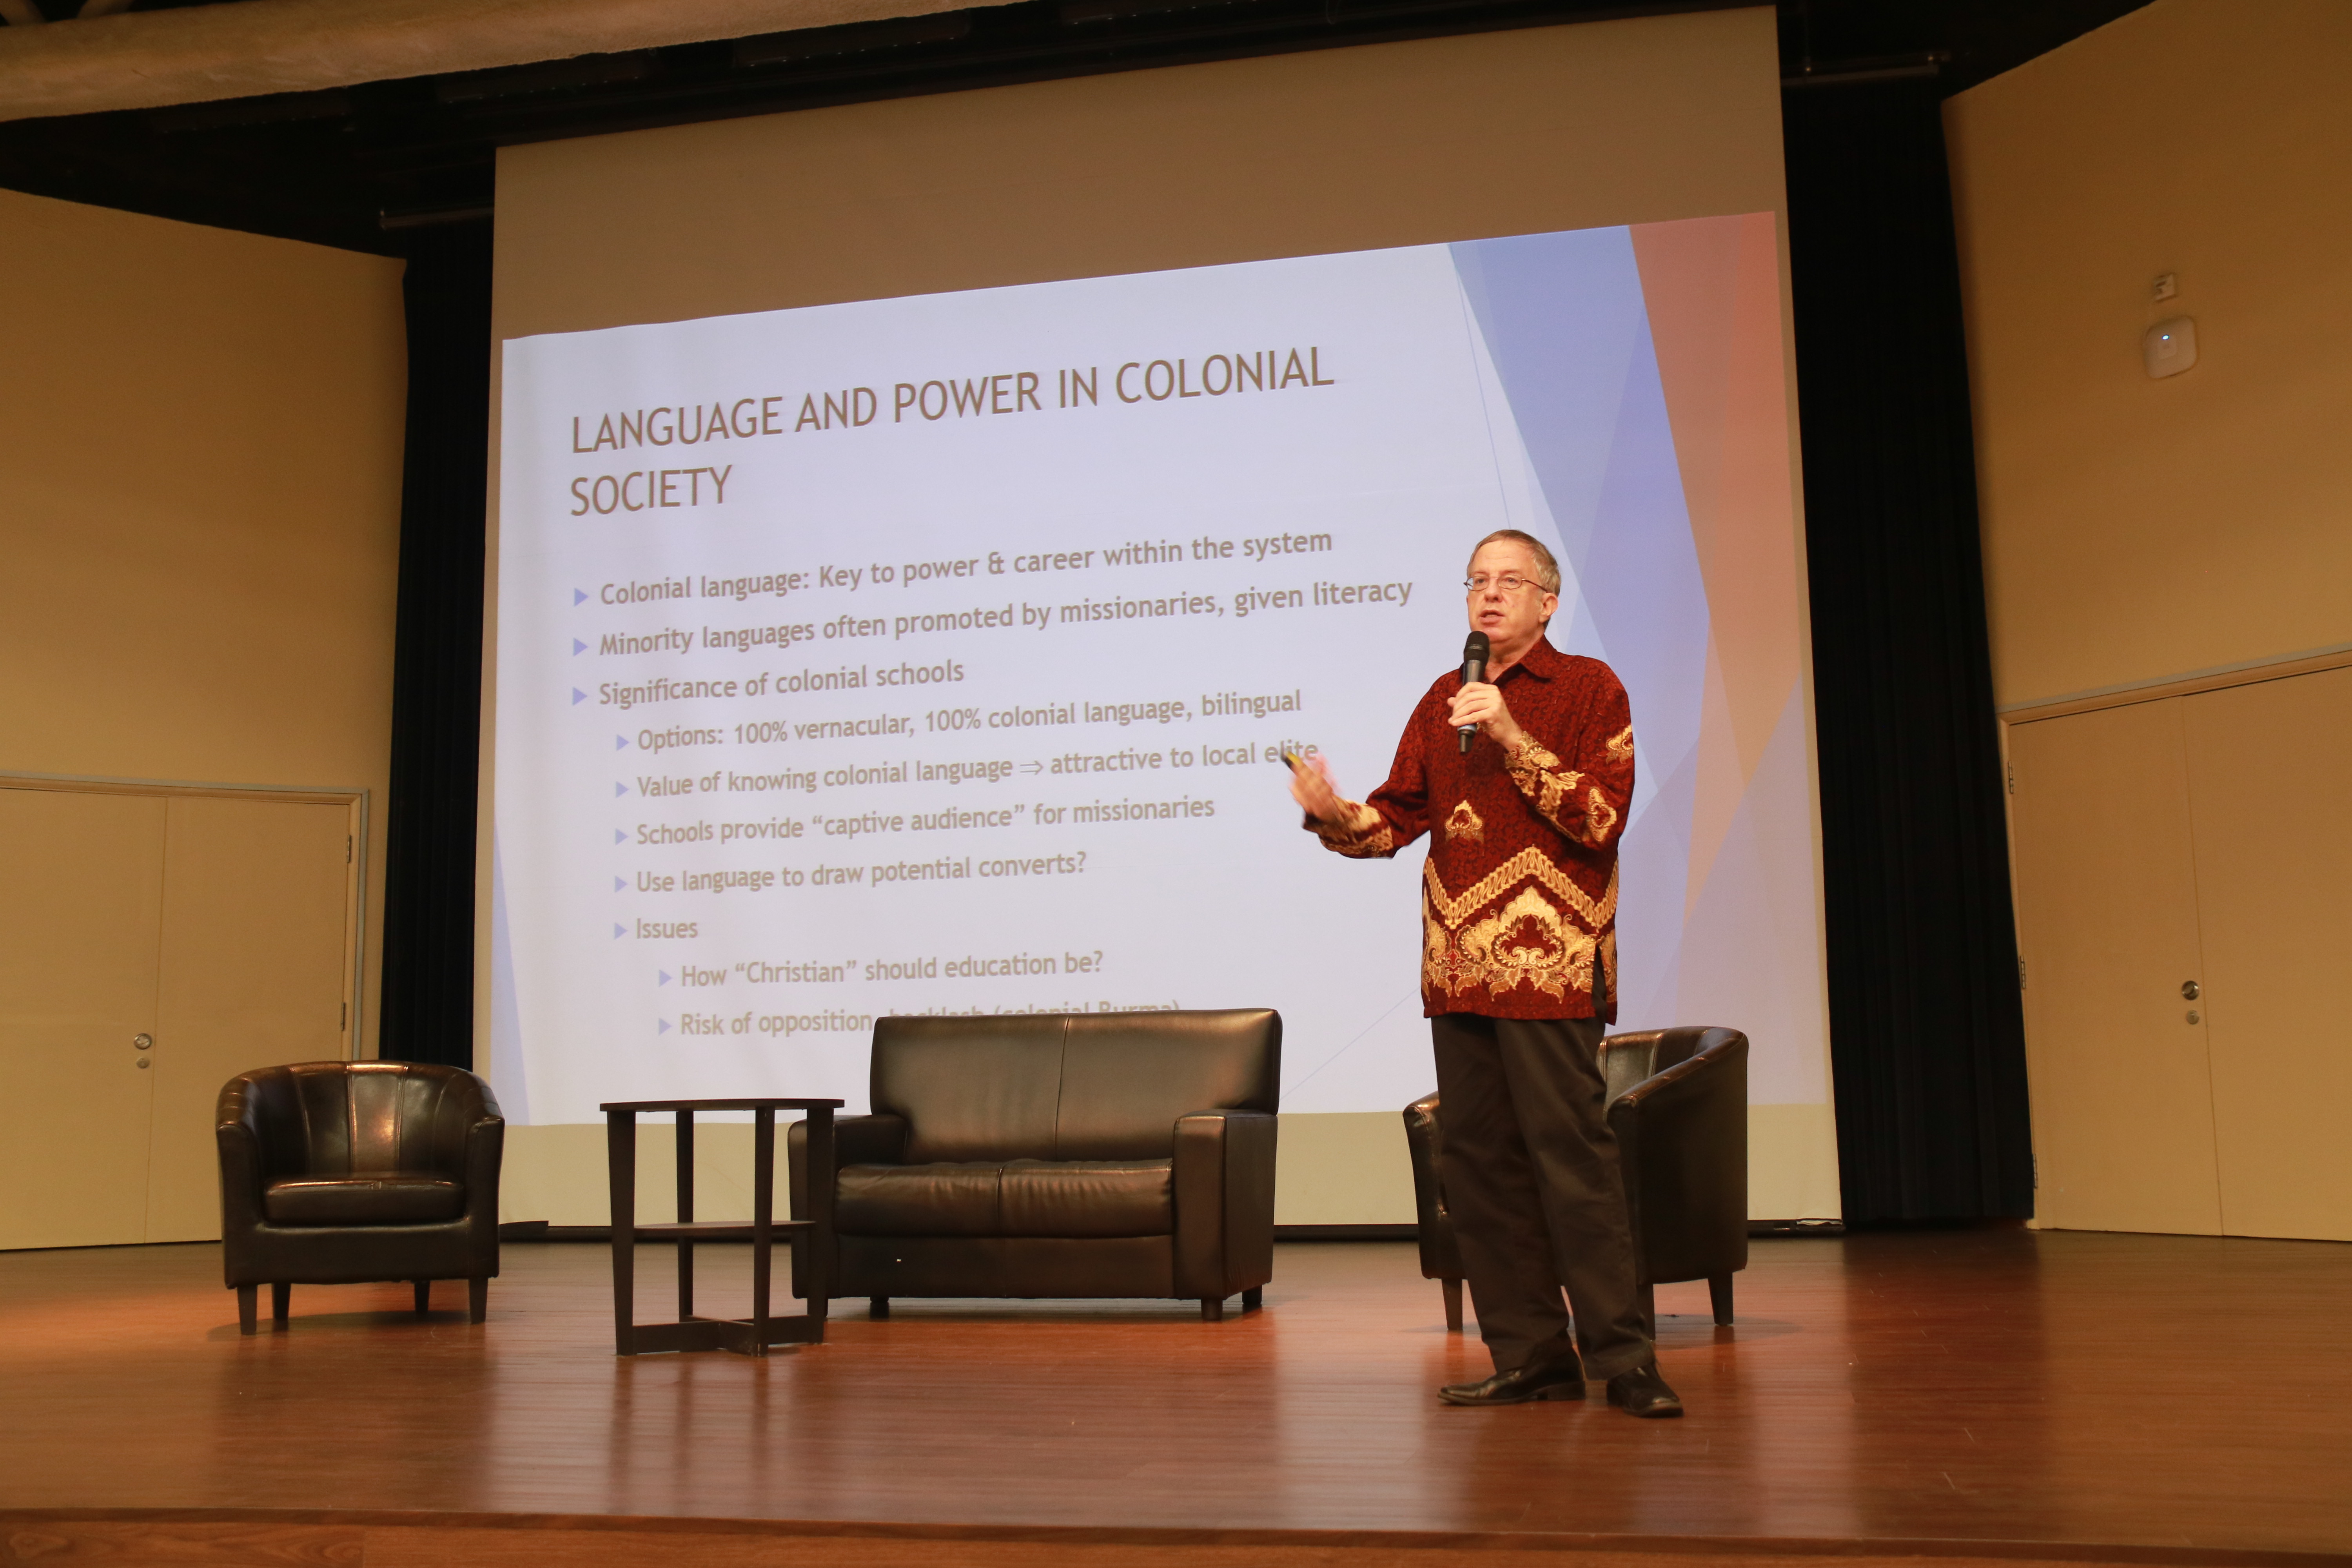 LANGUAGE AND POWER IN COLONIAL
SOCIETY
Colonial language: Key to power & career within the system
Minority languages often promoted by missionaries, given literacy
Significance of colonial schools
Options: 100% vernacular, 100% colonial language, bilingual
Value of knowing colonial language ⇒ attractive to local elite
Schools provide “captive audience” for missionaries
Use language to draw potential converts?
Issues
How “Christian” should education be?
Risk of opposition, backlash (colonial Burma)